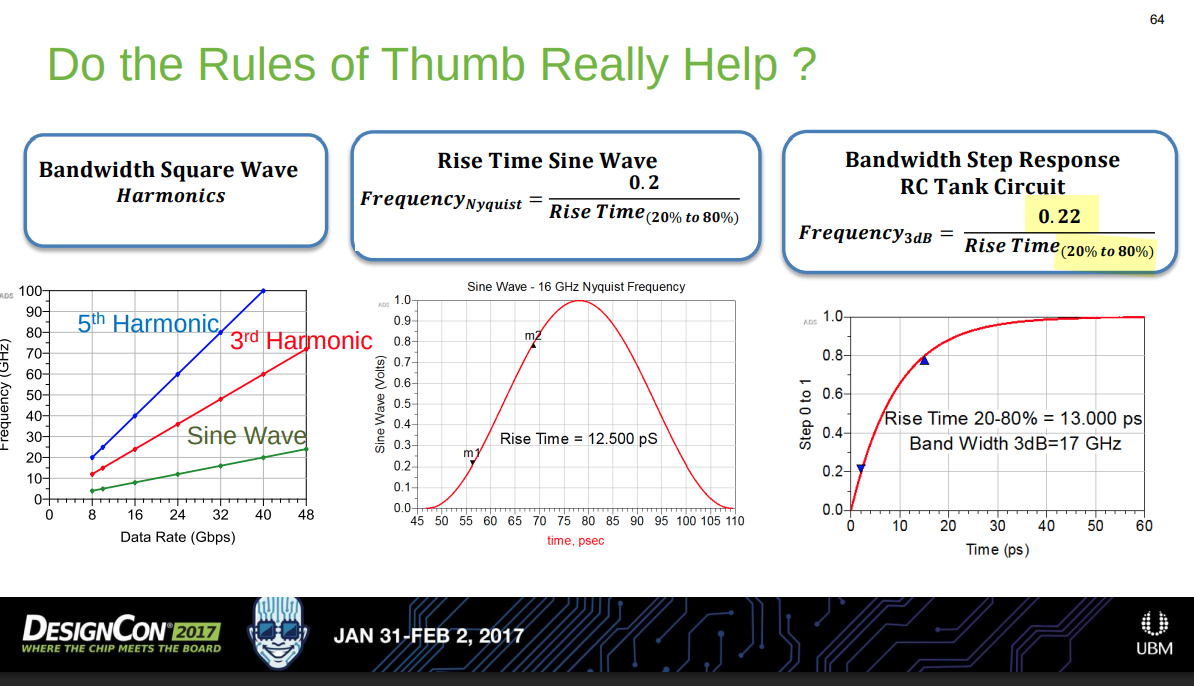 64
Do the Rules of Thumb Really Help ?
Bandwidth Square Wave
Harmonics
Rise Time Sine Wave
Frequency_Nyquist = 0.2 / Rise Time_(20% to 80%)
Bandwidth Step Response
RC Tank Circuit
Frequency_3dB = 0.22 / Rise Time_(20% to 80%)
ADS
Frequency (GHz)
100
90
80
70
60
50
40
30
20
10
0
5th Harmonic
3rd Harmonic
Sine Wave
0 8 16 24 32 40 48
Data Rate (Gbps)
Sine Wave - 16 GHz Nyquist Frequency
ADS
Sine Wave (Volts)
1.0
0.9
0.8
0.7
0.6
0.5
0.4
0.3
0.2
0.1
0.0
m2
Rise Time = 12.500 pS
m1
45 50 55 60 65 70 75 80 85 90 95 100 105 110
time, psec
ADS
Step 0 to 1
1.0
0.8
0.6
0.4
0.2
0.0
Rise Time 20-80% = 13.000 ps
Band Width 3dB=17 GHz
0 10 20 30 40 50 60
Time (ps)
DESIGNCON® 2017
WHERE THE CHIP MEETS THE BOARD
JAN 31-FEB 2, 2017
UBM